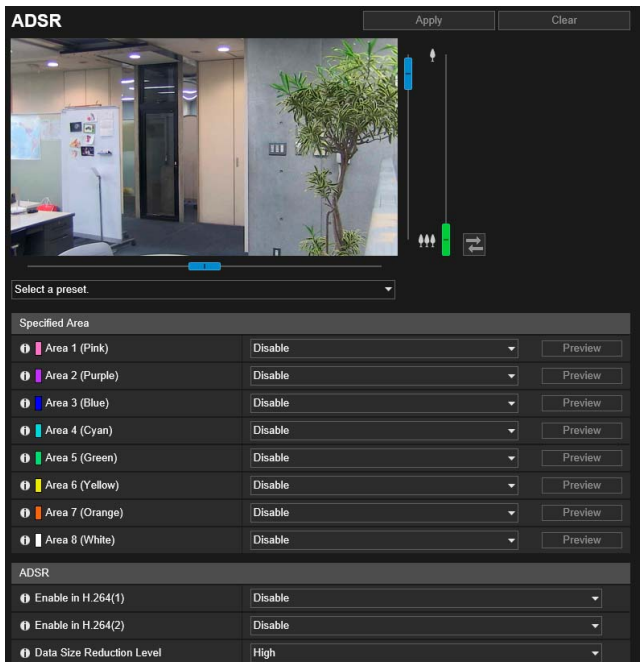 ADSR Apply Clear
Select a preset.
Specified Area
Area 1 (Pink) Disable Preview
Area 2 (Purple) Disable Preview
Area 3 (Blue) Disable Preview
Area 4 (Cyan) Disable Preview
Area 5 (Green) Disable Preview
Area 6 (Yellow) Disable Preview
Area 7 (Orange) Disable Preview
Area 8 (White) Disable Preview
ADSR
Enable in H.264(1) Disable
Enable in H.264(2) Disable
Data Size Reduction Level High